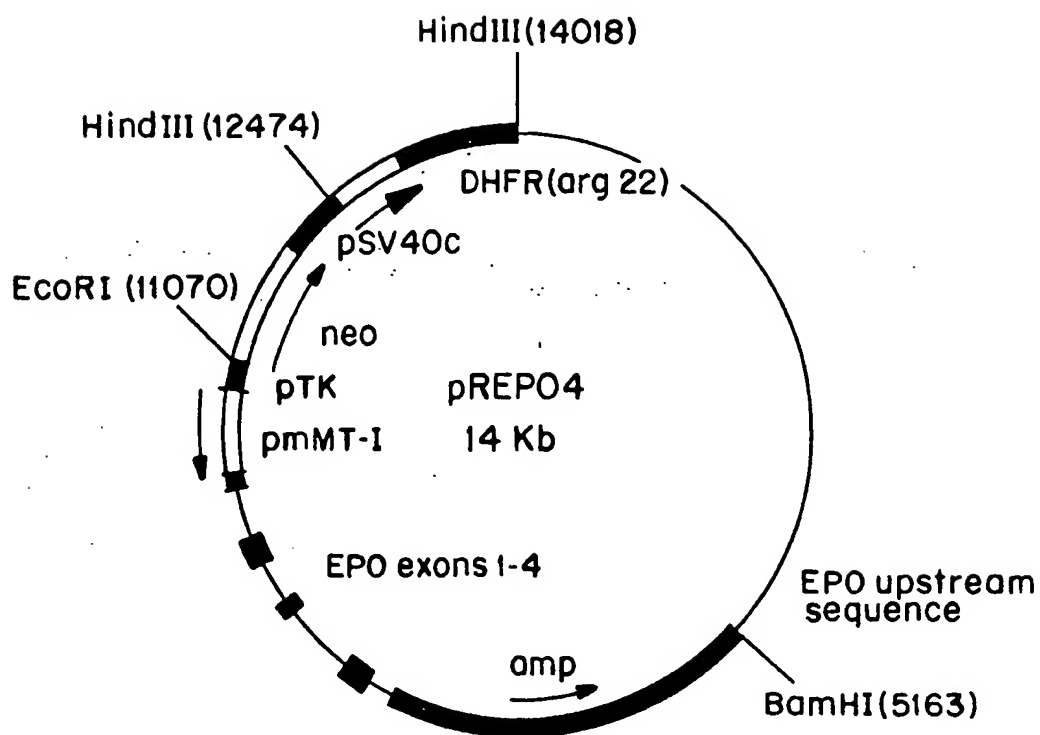 HindIII(14018)
HindIII(12474)
DHFR(arg 22)
pSV40c
EcoRI (11070)
neo
pTK
pREPO4
pmMT-I
14 Kb
EPO exons 1-4
EPO upstream
sequence
amp
BamHI(5163)